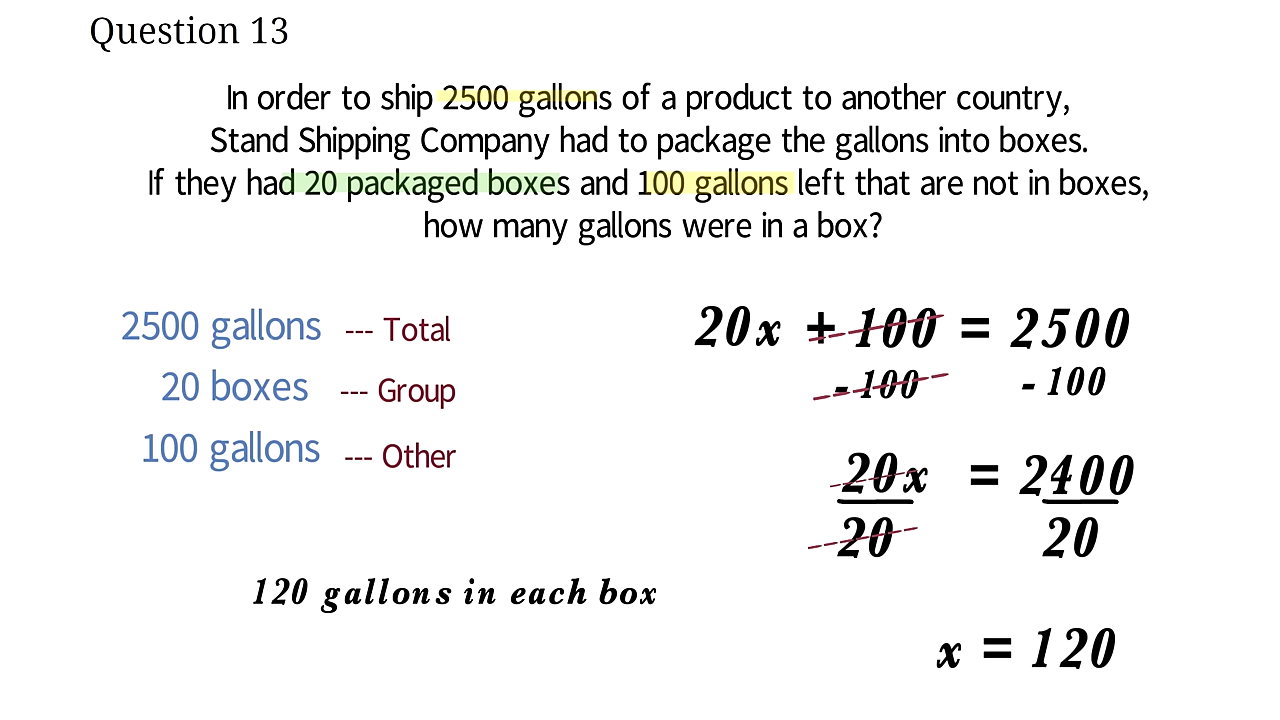 Question 13
In order to ship 2500 gallons of a product to another country,
Stand Shipping Company had to package the gallons into boxes.
If they had 20 packaged boxes and 100 gallons left that are not in boxes,
how many gallons were in a box?
2500 gallons --- Total
20 boxes --- Group
100 gallons --- Other
20x + 100 = 2500
- 100 - 100
20x = 2400
20 20
x = 120
120 gallons in each box